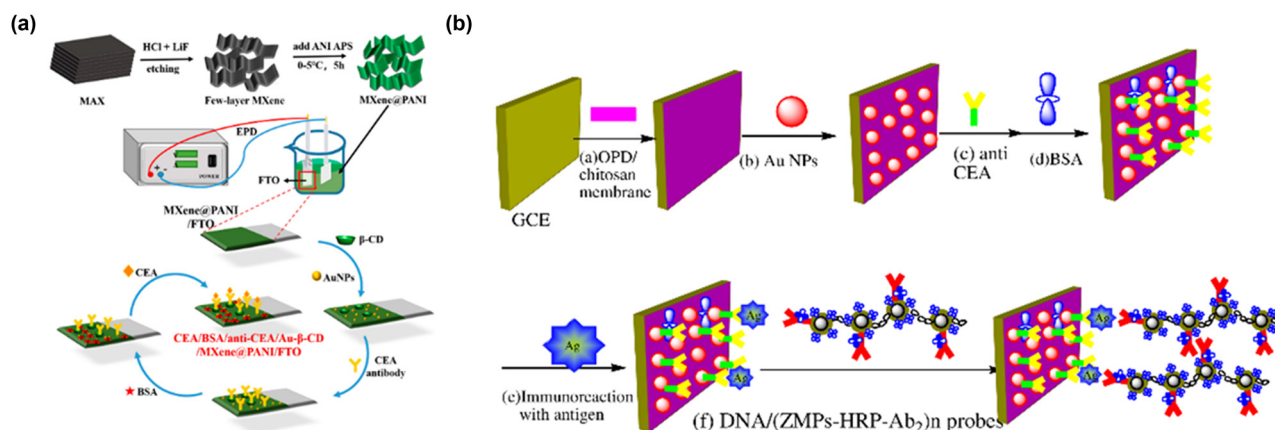 (a)
HCl + LiF
etching
add ANI APS
0-5°C, 5h
MAX
Few-layer MXene
MXene@PANI
EPD
+ -
POWER
FTO
MXene@PANI
/FTO
β-CD
AuNPs
CEA
CEA/BSA/anti-CEA/Au-β-CD
/MXene@PANI/FTO
CEA
antibody
BSA
(b)
GCE
(a)OPD/
chitosan
membrane
(b) Au NPs
(c) anti
CEA
(d)BSA
Ag
(e)Immunoreaction
with antigen
Ag
Ag
(f) DNA/(ZMPs-HRP-Ab₂)n probes
Ag
Ag